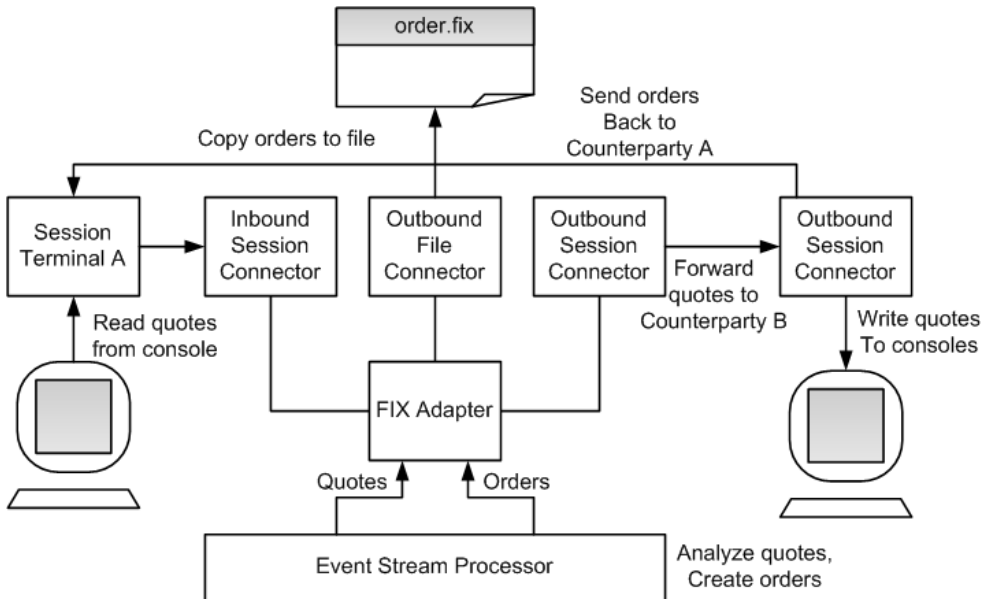 order.fix
Send orders
Back to
Counterparty A
Copy orders to file
Session
Terminal A
Inbound
Session
Connector
Outbound
File
Connector
Outbound
Session
Connector
Outbound
Session
Connector
Forward
quotes to
Counterparty B
Read quotes
from console
Write quotes
To consoles
FIX Adapter
Quotes
Orders
Event Stream Processor
Analyze quotes,
Create orders